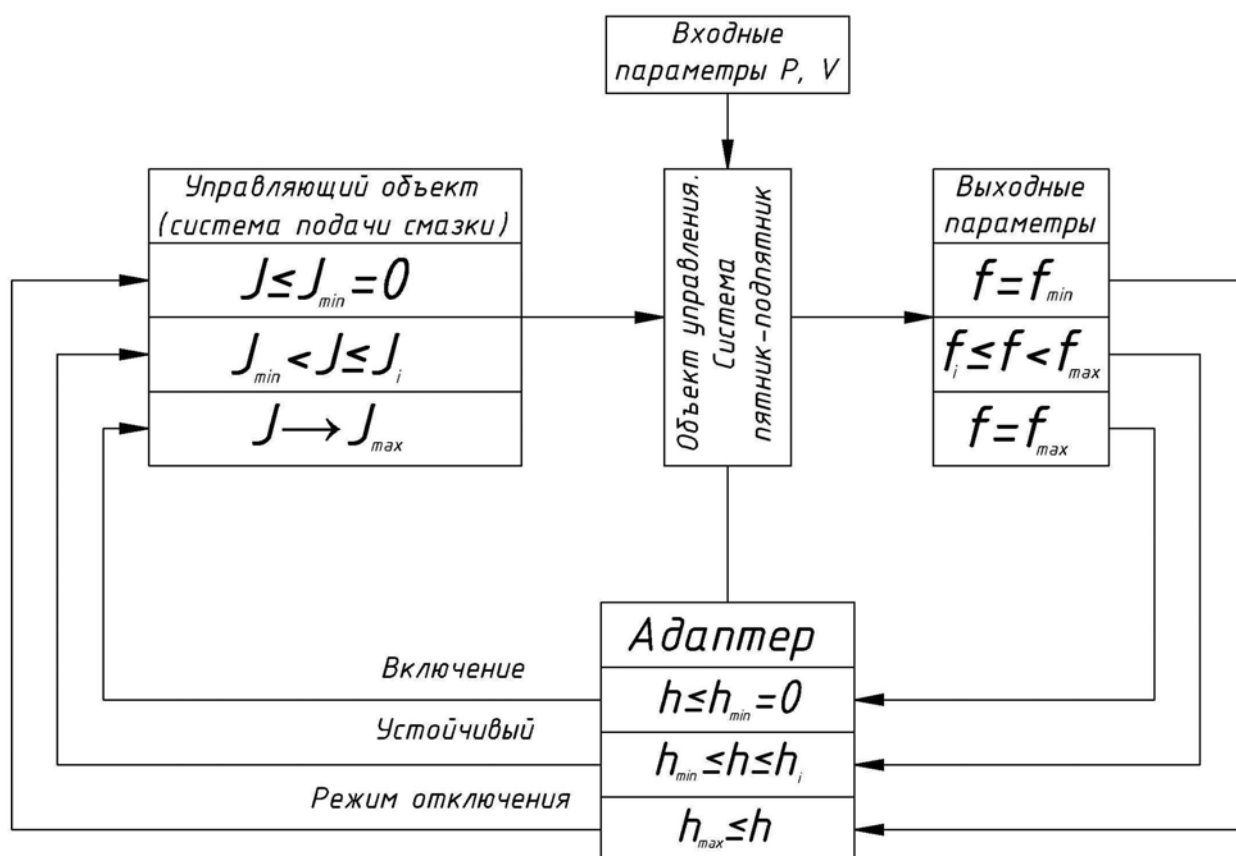 Входные
параметры P, V
Управляющий объект
(система подачи смазки)
J≤J_min=0
J_min<J≤J_i
J→J_max
Объект управления.
Система
пятник-подпятник
Выходные
параметры
f=f_min
f_i≤f<f_max
f=f_max
Адаптер
h≤h_min=0
h_min≤h≤h_i
h_max≤h
Включение
Устойчивый
Режим отключения